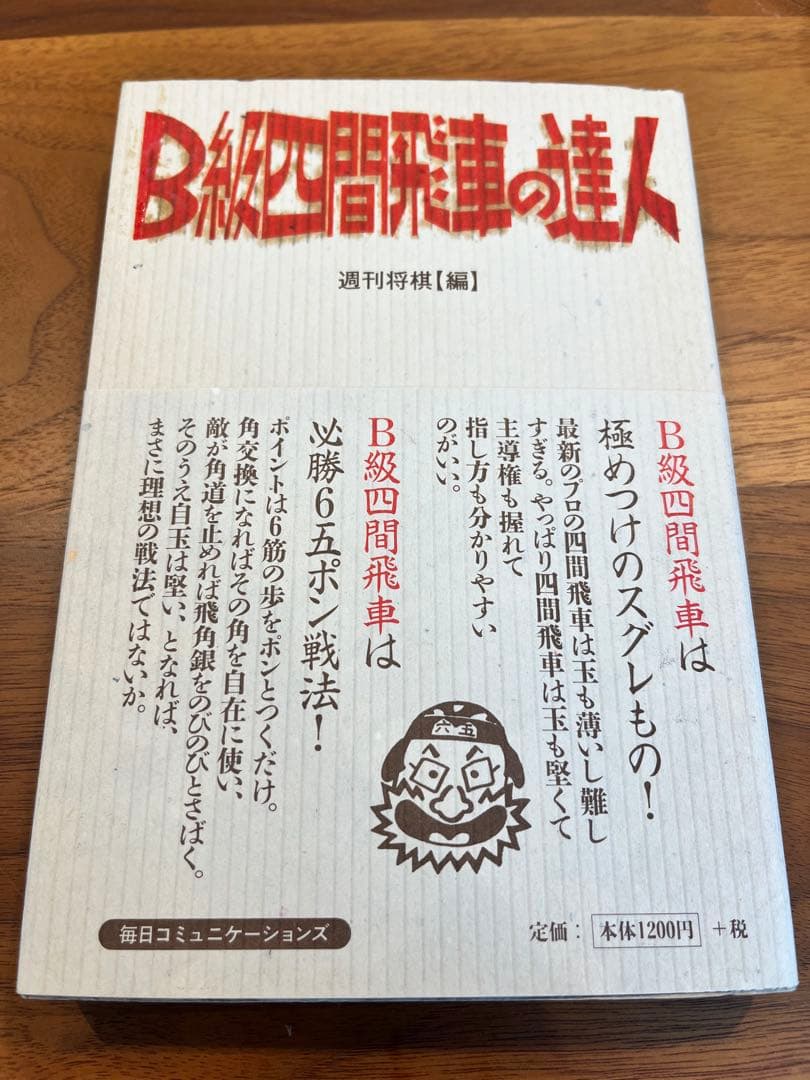 B級四間飛車の達人
週刊将棋【編】
B級四間飛車は
極めつけのスグレもの！
最新のプロの四間飛車は玉も薄いし難し
すぎる。やっぱり四間飛車は玉も堅くて
主導権も握れて
指し方も分かりやすい
のがいい。
B級四間飛車は
必勝6五ポン戦法！
ポイントは6筋の歩をポンとつくだけ。
角交換になればその角を自在に使い、
敵が角道を止めれば飛角銀をのびのびとさばく。
そのうえ自玉は堅い、となれば、
まさに理想の戦法ではないか。
六五
毎日コミュニケーションズ
定価：本体1200円＋税